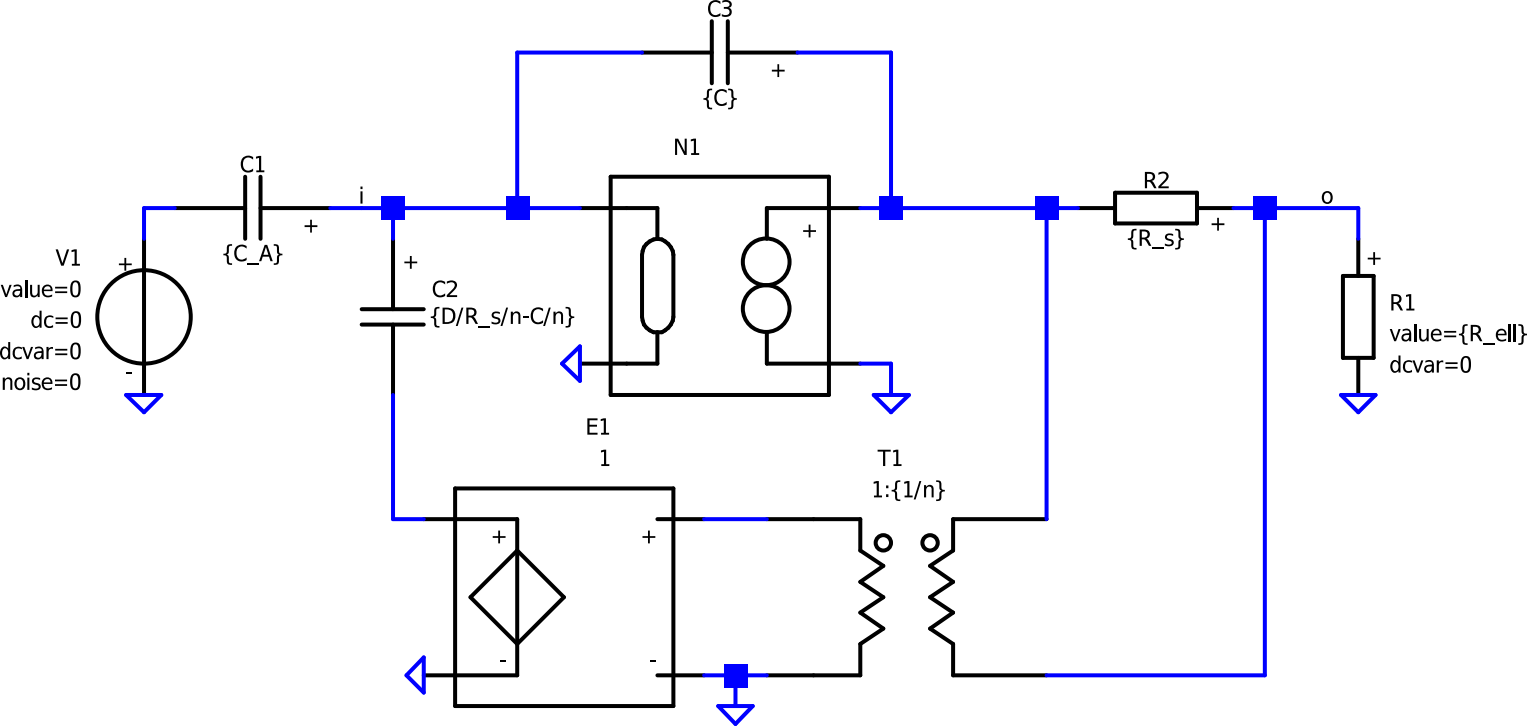 C3
+
{C}
N1
C1
i
+
{C_A}
R2
o
+
{R_s}
+
V1
value=0
dc=0
dcvar=0
noise=0
+
-
+
C2
{D/R_s/n-C/n}
+
R1
value={R_ell}
dcvar=0
E1
1
T1
1:{1/n}
+
+
-
-